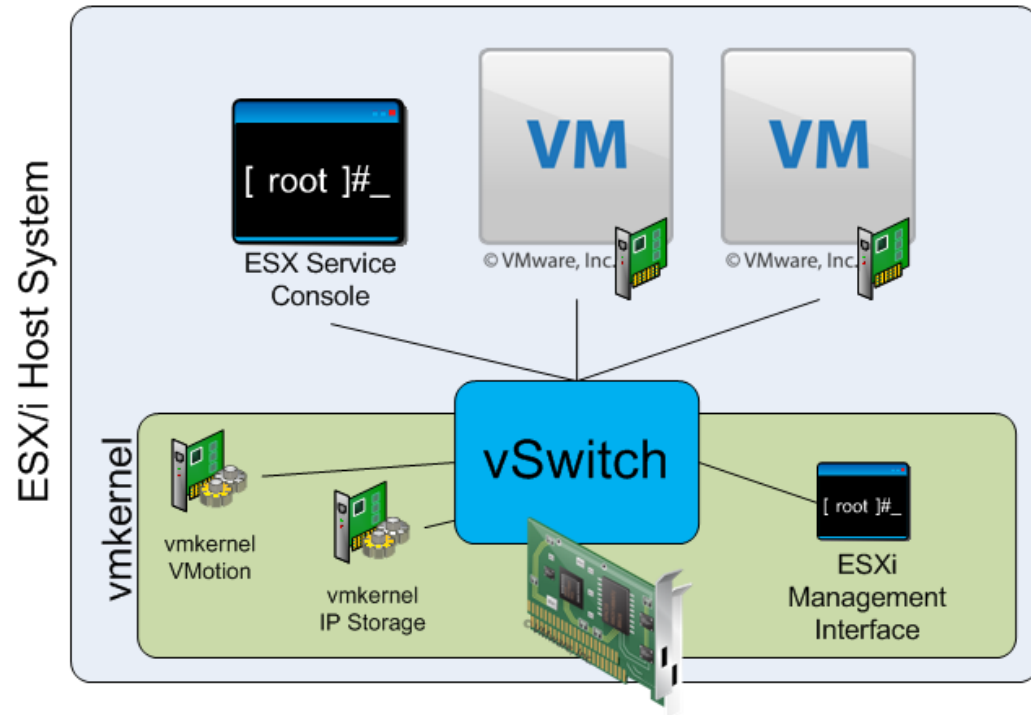 ESX/i Host System
[ root ]#_
ESX Service
Console
VM
© VMware, Inc.
VM
© VMware, Inc.
vSwitch
vmkernel
vmkernel
VMotion
vmkernel
IP Storage
[ root ]#_
ESXi
Management
Interface